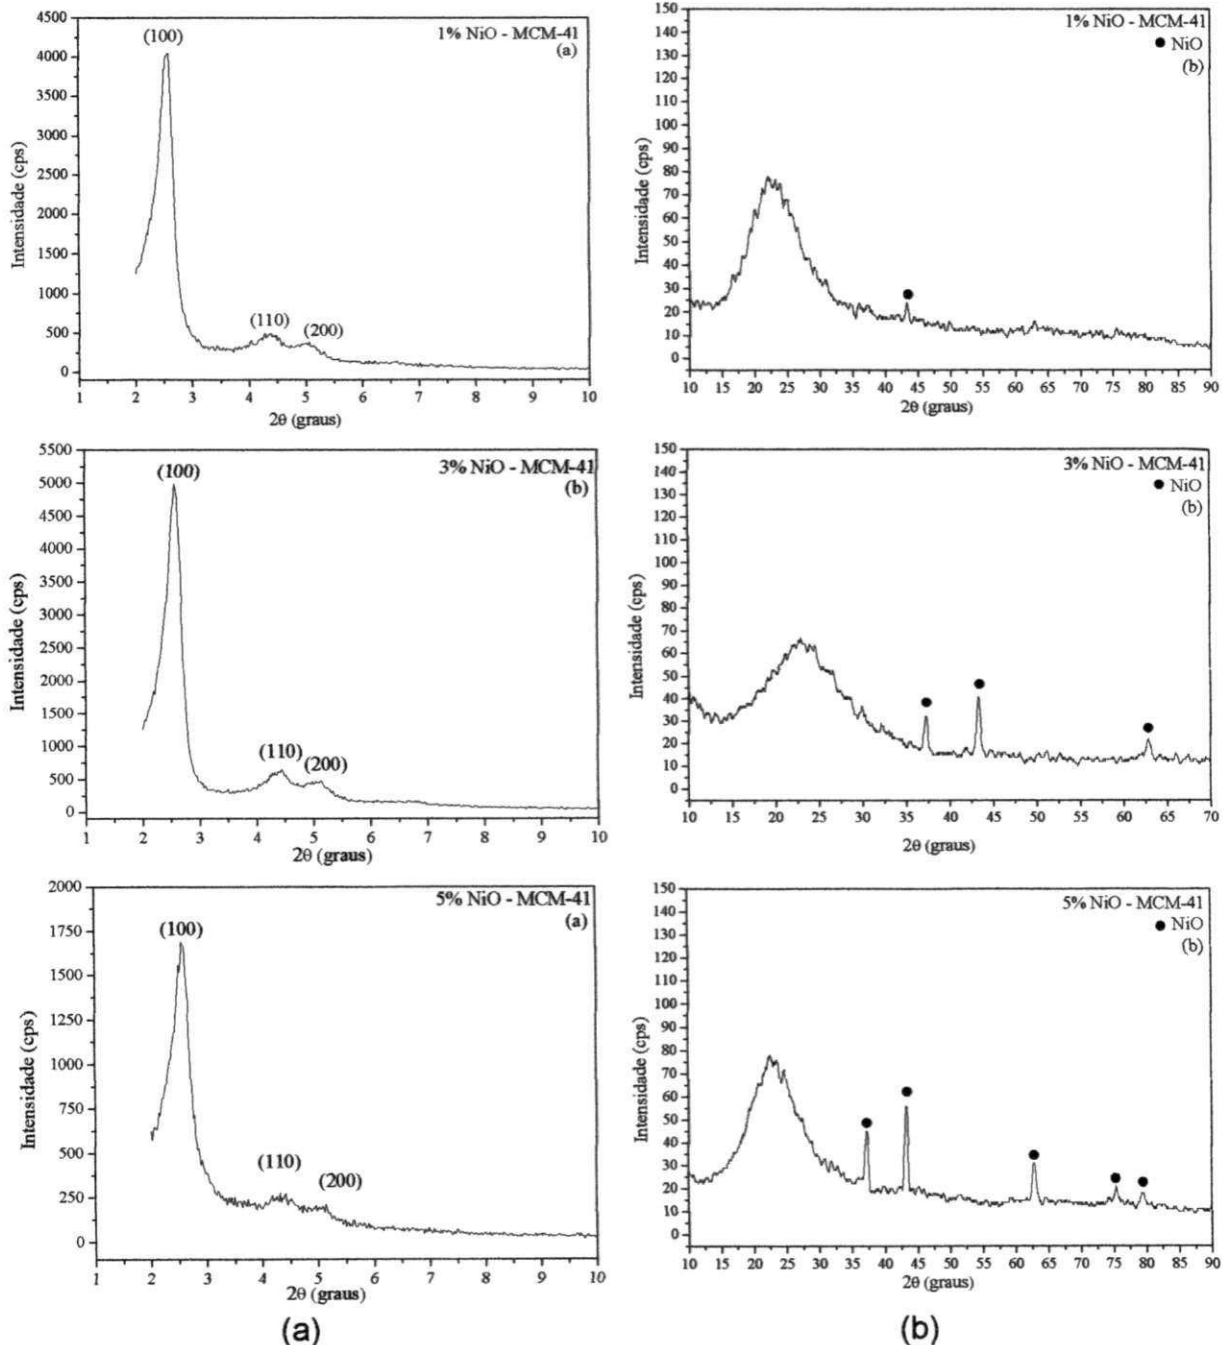 4500
4000
3500
3000
2500
2000
1500
1000
500
0
Intensidade (cps)
(100)
(110)
(200)
1% NiO - MCM-41
(a)
1 2 3 4 5 6 7 8 9 10
2θ (graus)
150
140
130
120
110
100
90
80
70
60
50
40
30
20
10
0
Intensidade (cps)
1% NiO - MCM-41
● NiO
(b)
10 15 20 25 30 35 40 45 50 55 60 65 70 75 80 85 90
2θ (graus)
5500
5000
4500
4000
3500
3000
2500
2000
1500
1000
500
0
Intensidade (cps)
(100)
(110)
(200)
3% NiO - MCM-41
(b)
1 2 3 4 5 6 7 8 9 10
2θ (graus)
150
140
130
120
110
100
90
80
70
60
50
40
30
20
10
0
Intensidade (cps)
3% NiO - MCM-41
● NiO
(b)
10 15 20 25 30 35 40 45 50 55 60 65 70
2θ (graus)
2000
1750
1500
1250
1000
750
500
250
0
Intensidade (cps)
(100)
(110)
(200)
5% NiO - MCM-41
(a)
1 2 3 4 5 6 7 8 9 10
2θ (graus)
150
140
130
120
110
100
90
80
70
60
50
40
30
20
10
0
Intensidade (cps)
5% NiO - MCM-41
● NiO
(b)
10 15 20 25 30 35 40 45 50 55 60 65 70 75 80 85 90
2θ (graus)
(a)
(b)